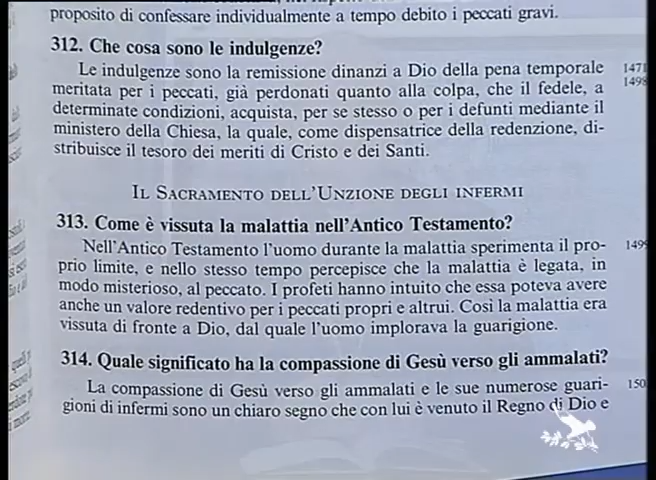 proposito di confessare individualmente a tempo debito i peccati gravi.
312. Che cosa sono le indulgenze?
Le indulgenze sono la remissione dinanzi a Dio della pena temporale 1471
meritata per i peccati, già perdonati quanto alla colpa, che il fedele, a 1498
determinate condizioni, acquista, per se stesso o per i defunti mediante il
ministero della Chiesa, la quale, come dispensatrice della redenzione, di-
stribuisce il tesoro dei meriti di Cristo e dei Santi.
IL SACRAMENTO DELL'UNZIONE DEGLI INFERMI
313. Come è vissuta la malattia nell'Antico Testamento?
Nell'Antico Testamento l'uomo durante la malattia sperimenta il pro- 1499
prio limite, e nello stesso tempo percepisce che la malattia è legata, in
modo misterioso, al peccato. I profeti hanno intuito che essa poteva avere
anche un valore redentivo per i peccati propri e altrui. Così la malattia era
vissuta di fronte a Dio, dal quale l'uomo implorava la guarigione.
314. Quale significato ha la compassione di Gesù verso gli ammalati?
La compassione di Gesù verso gli ammalati e le sue numerose guari- 150
gioni di infermi sono un chiaro segno che con lui è venuto il Regno di Dio e